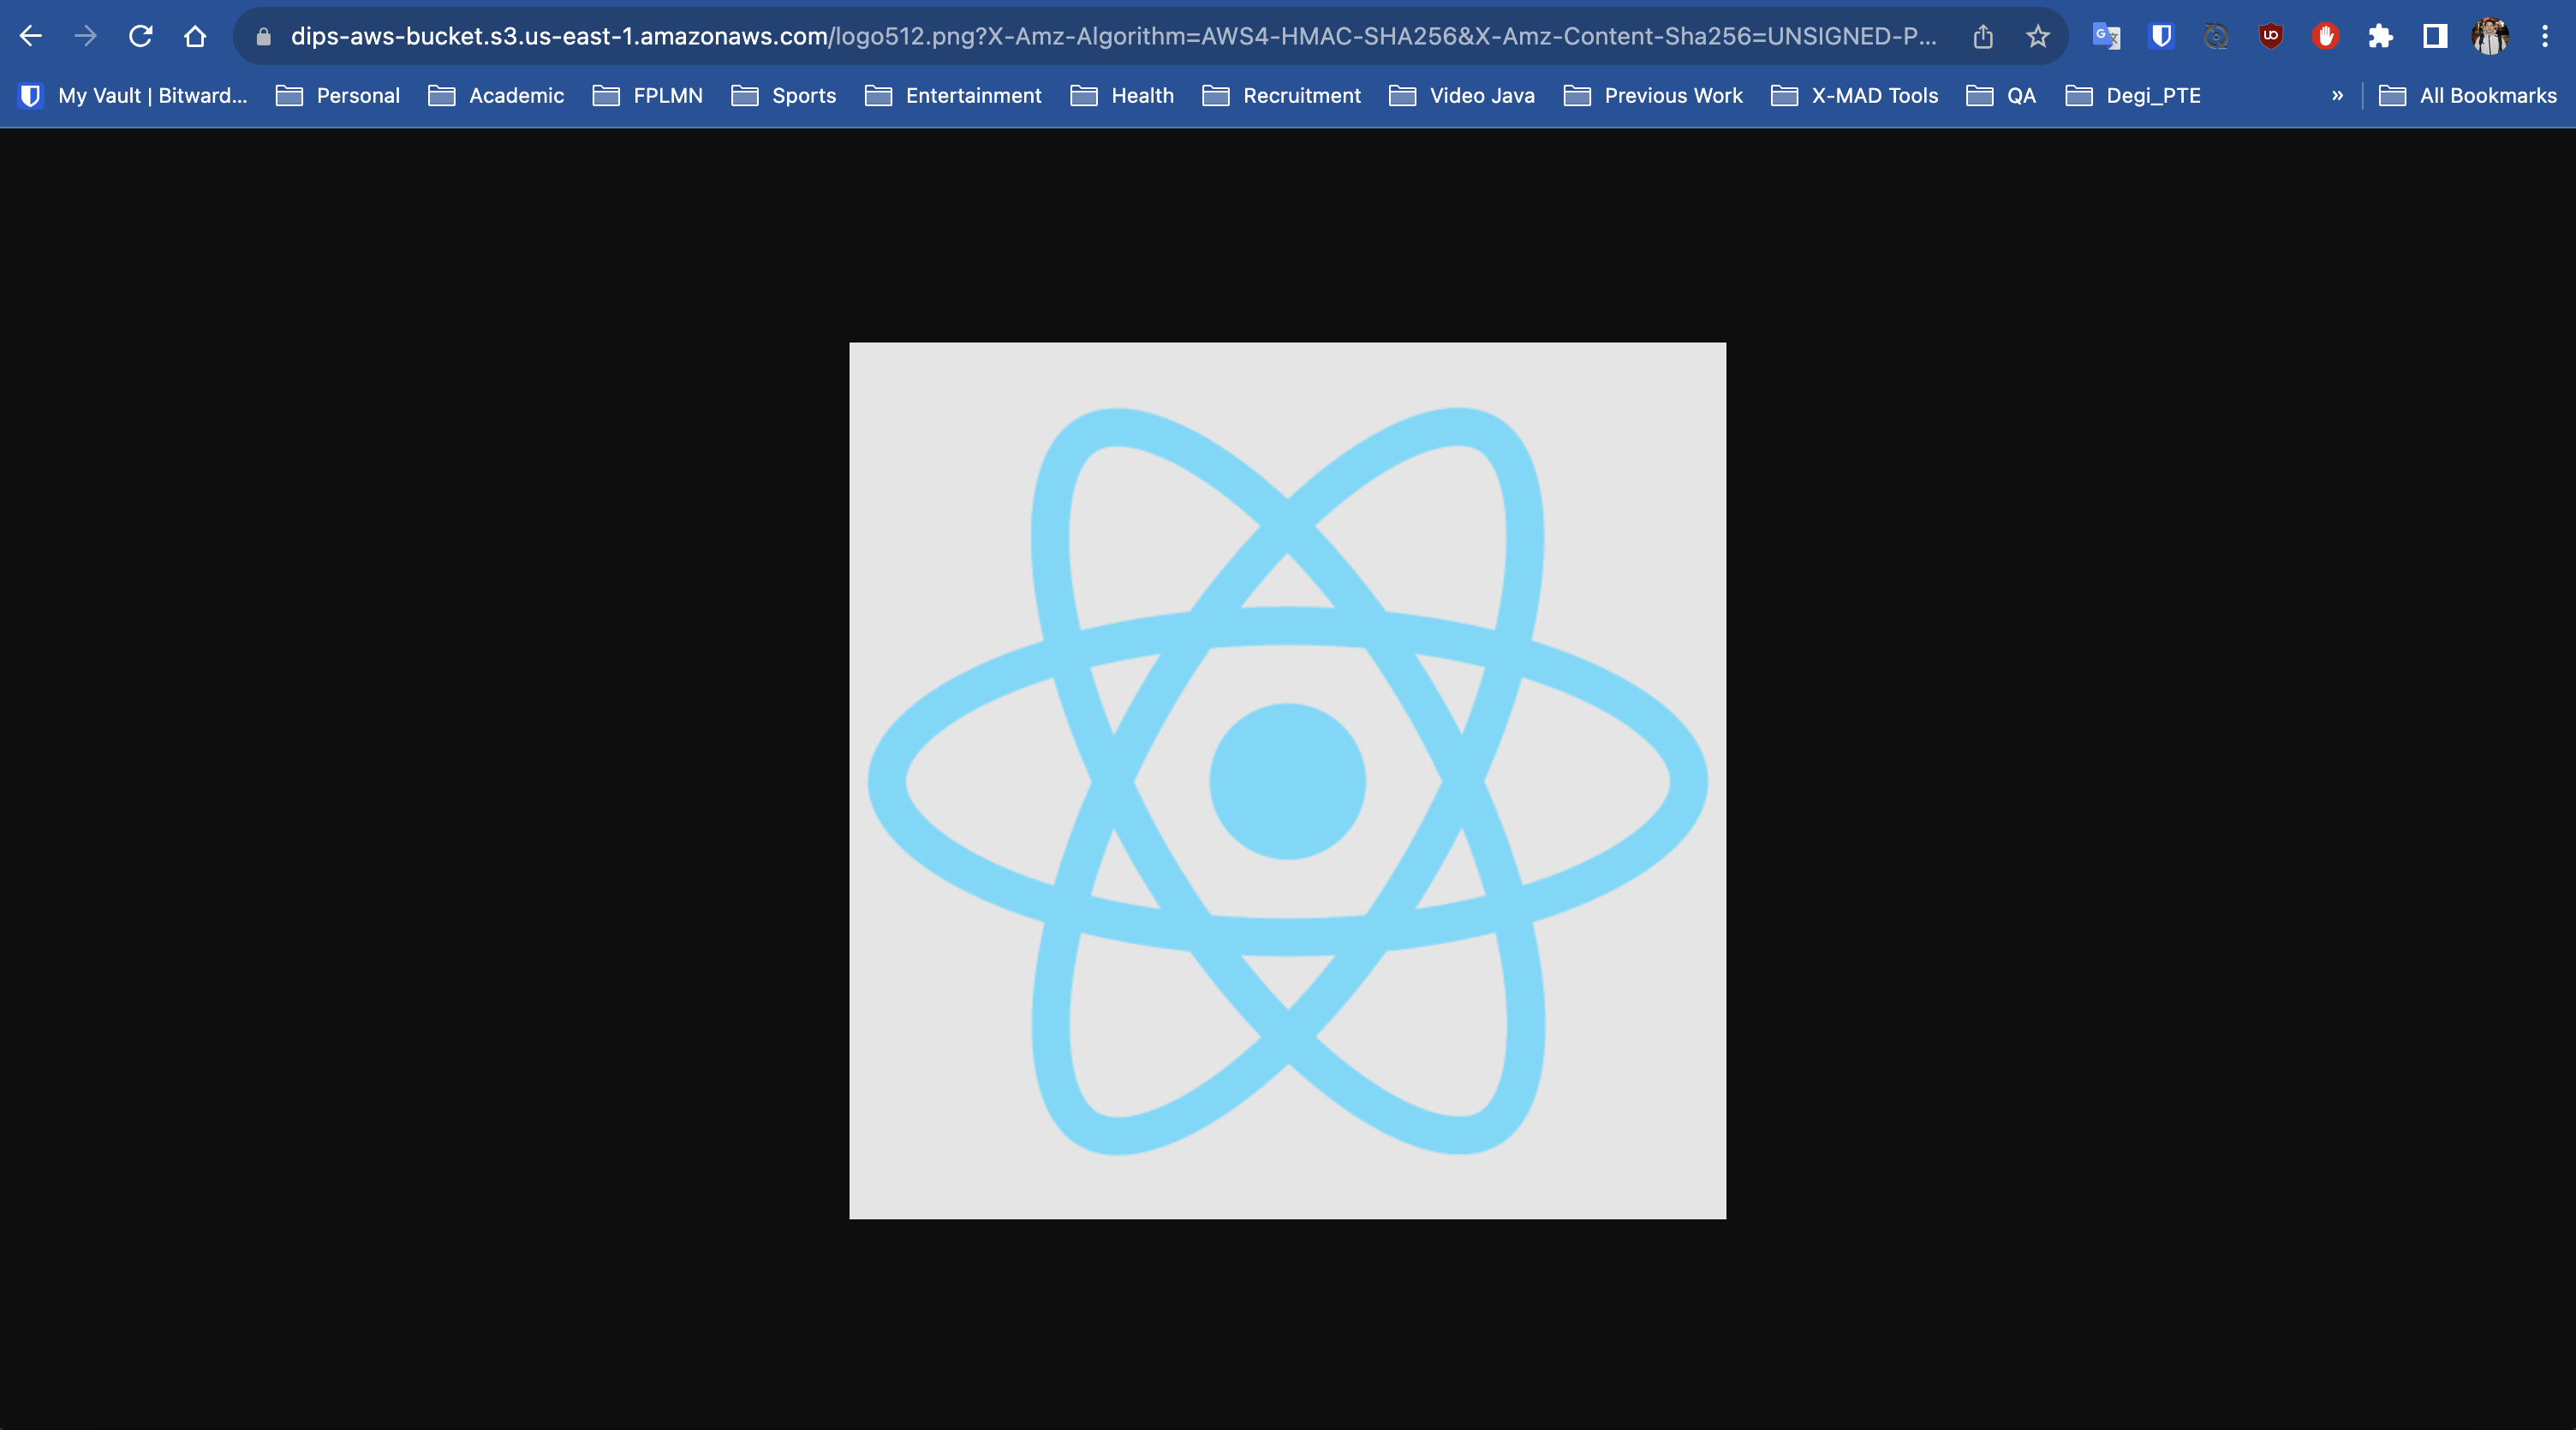 dips-aws-bucket.s3.us-east-1.amazonaws.com/logo512.png?X-Amz-Algorithm=AWS4-HMAC-SHA256&X-Amz-Content-Sha256=UNSIGNED-P...
My Vault | Bitward... Personal Academic FPLMN Sports Entertainment Health Recruitment Video Java Previous Work X-MAD Tools QA Degi_PTE » All Bookmarks